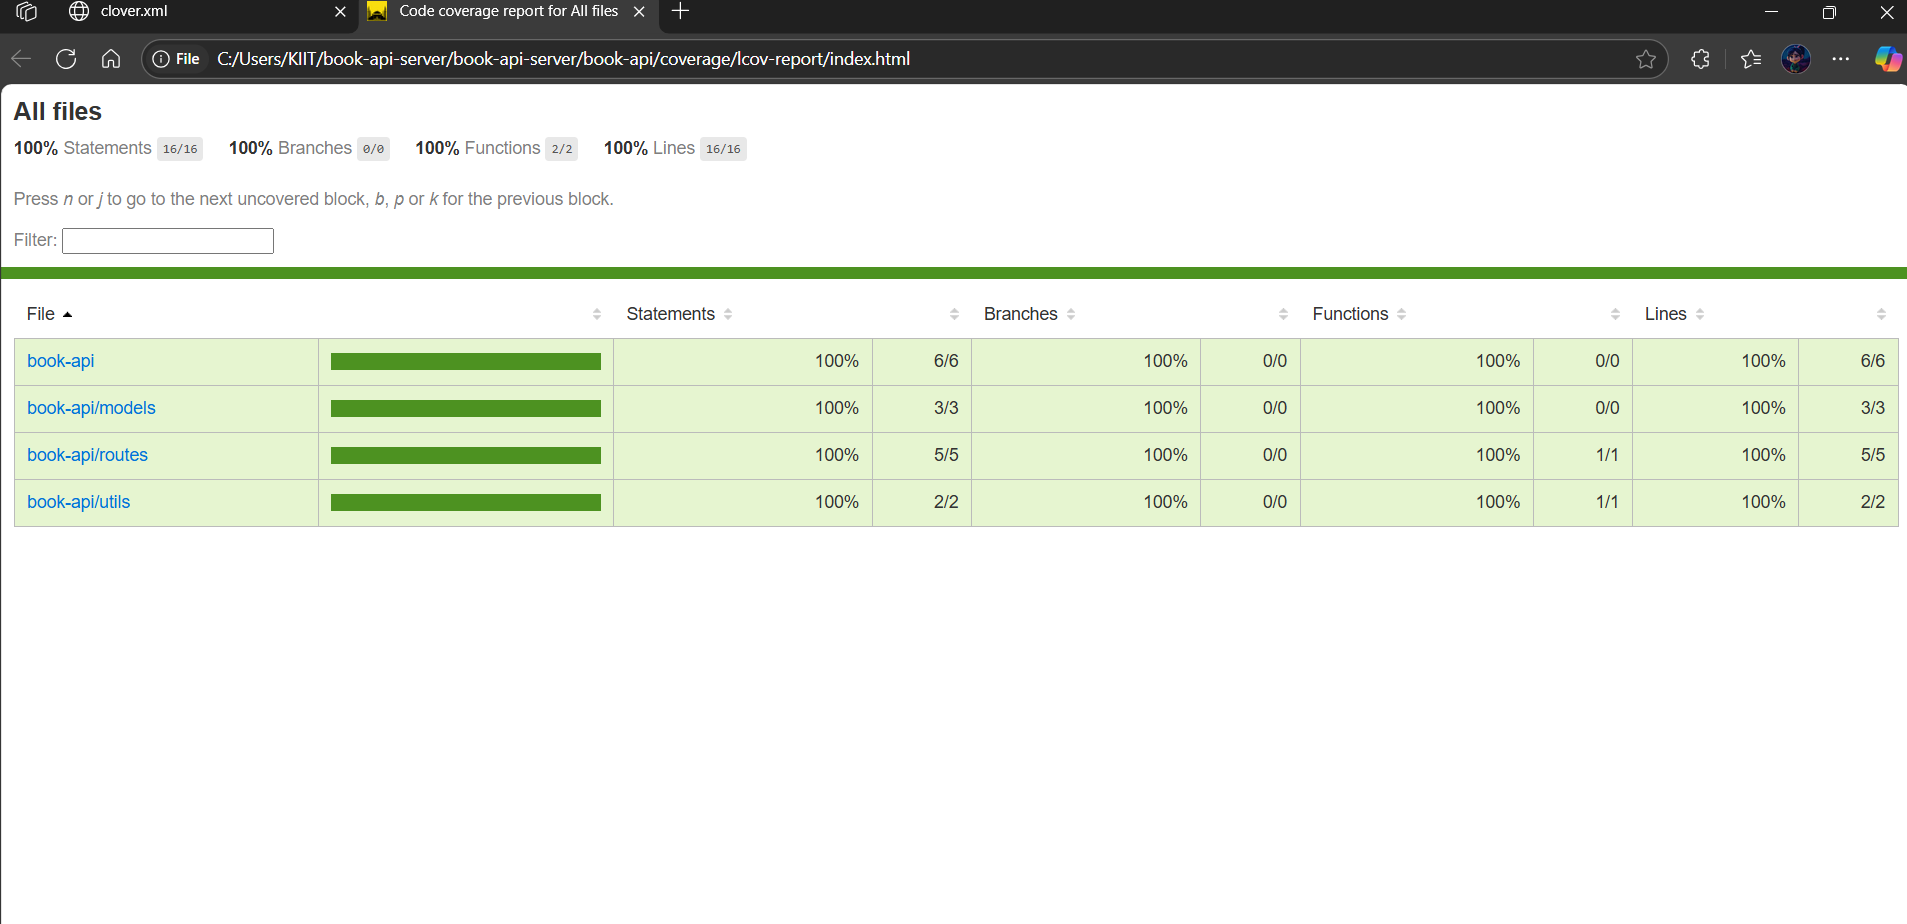 clover.xml
Code coverage report for All files
File C:/Users/KIIT/book-api-server/book-api-server/book-api/coverage/lcov-report/index.html
All files
100% Statements 16/16 100% Branches 0/0 100% Functions 2/2 100% Lines 16/16
Press n or j to go to the next uncovered block, b, p or k for the previous block.
Filter:
File Statements Branches Functions Lines
book-api 100% 6/6 100% 0/0 100% 0/0 100% 6/6
book-api/models 100% 3/3 100% 0/0 100% 0/0 100% 3/3
book-api/routes 100% 5/5 100% 0/0 100% 1/1 100% 5/5
book-api/utils 100% 2/2 100% 0/0 100% 1/1 100% 2/2